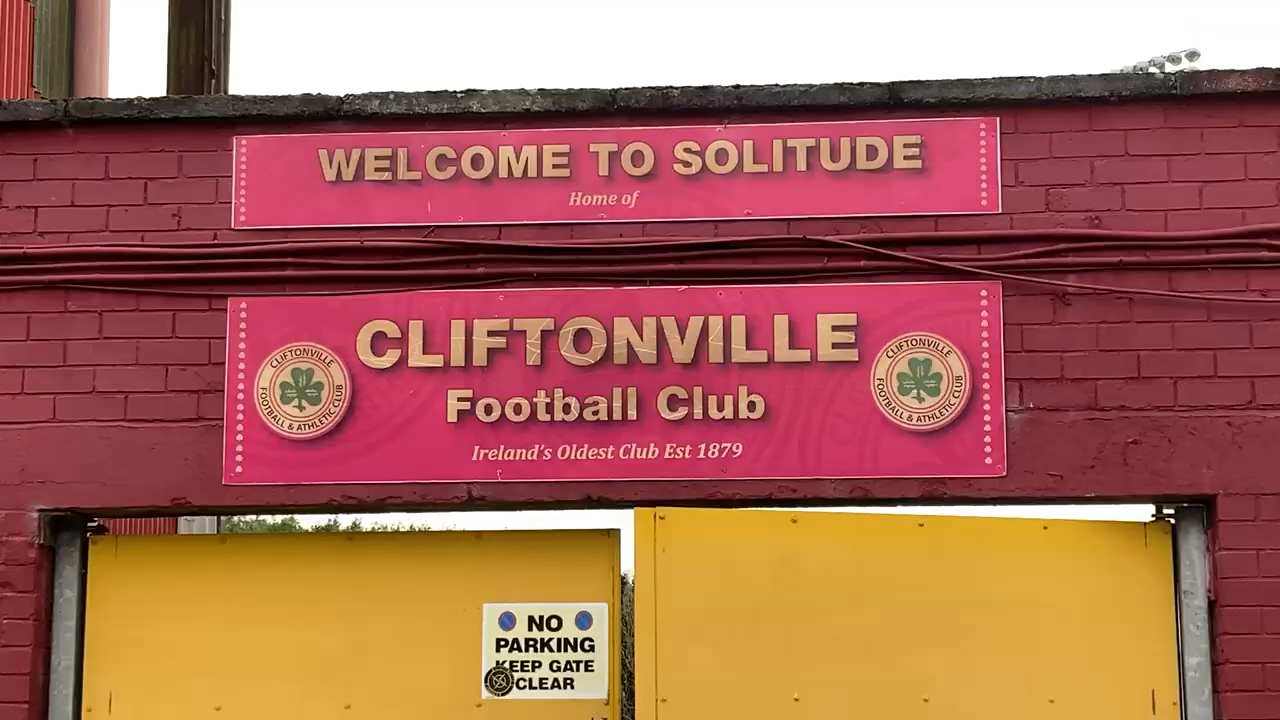 WELCOME TO SOLITUDE
Home of
CLIFTONVILLE
Football Club
Ireland's Oldest Club Est 1879
CLIFTONVILLE
FOOTBALL & ATHLETIC CLUB
CLIFTONVILLE
FOOTBALL & ATHLETIC CLUB
NO
PARKING
KEEP GATE
CLEAR